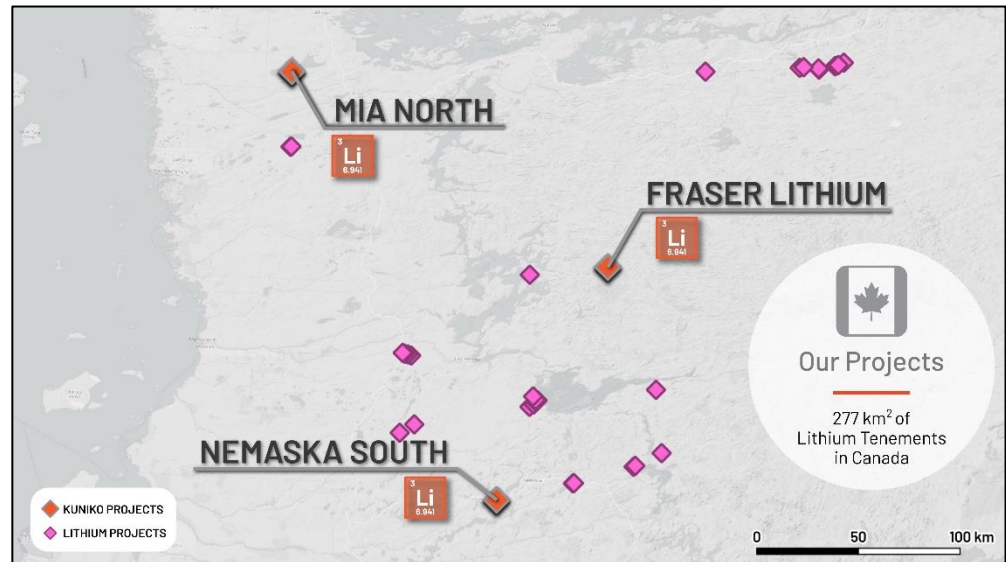 MIA NORTH
3
Li
6.941
FRASER LITHIUM
3
Li
6.941
NEMASKA SOUTH
3
Li
6.941
Our Projects
277 km² of
Lithium Tenements
in Canada
KUNIKO PROJECTS
LITHIUM PROJECTS
0 50 100 km